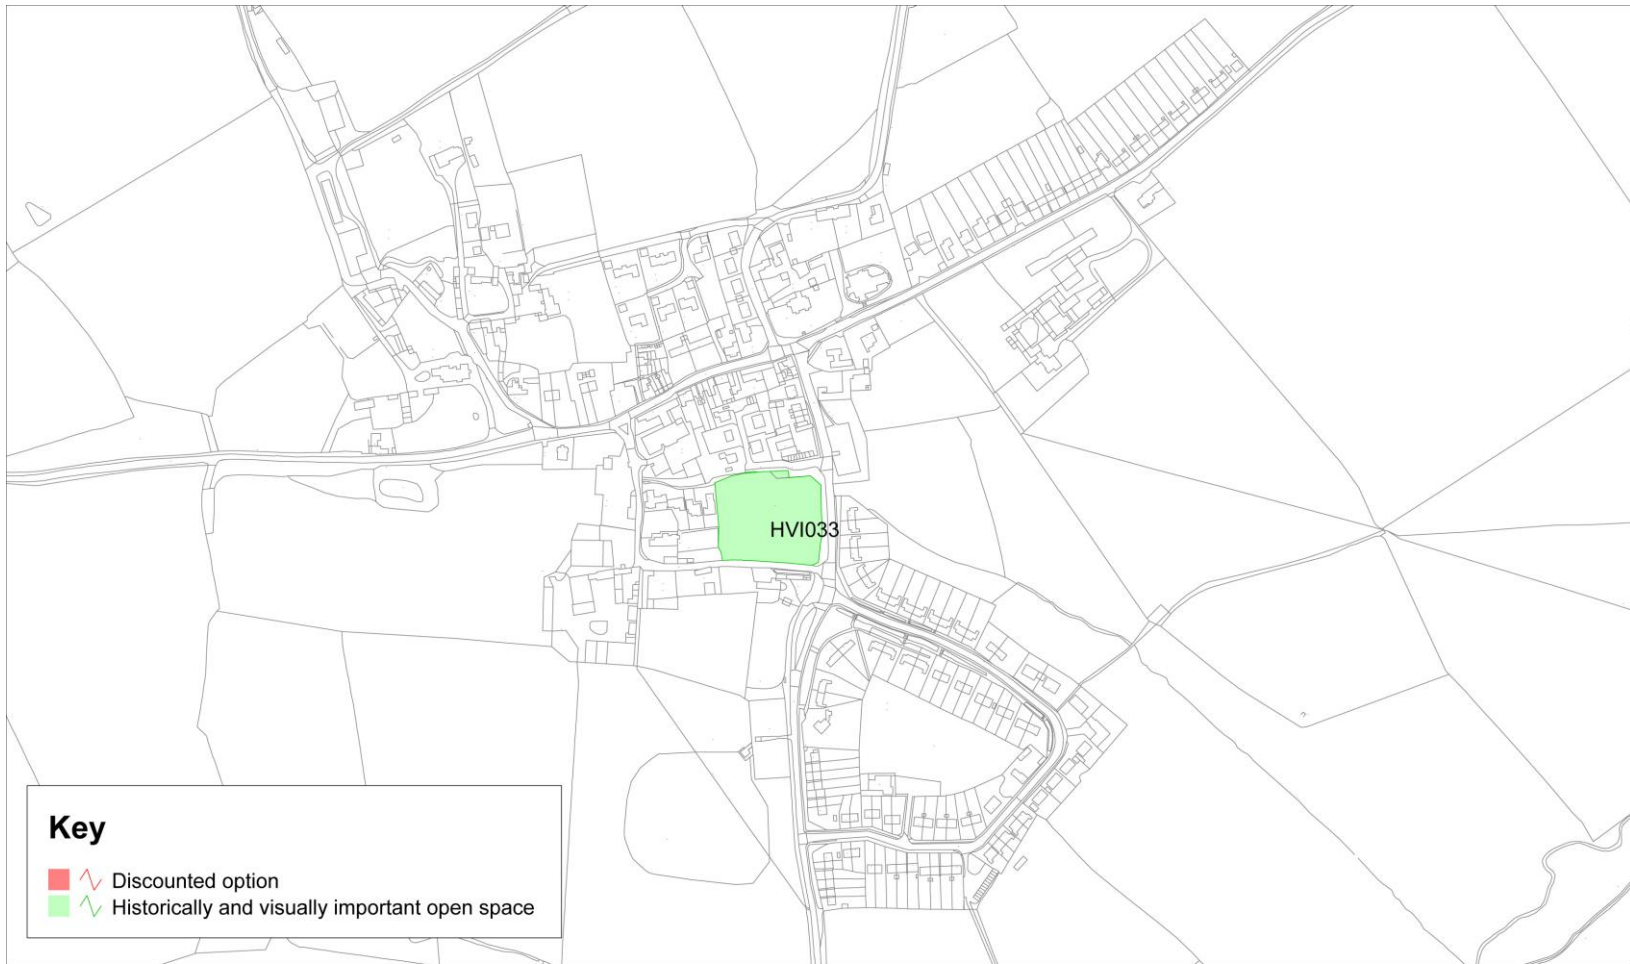 HVI033
Key
Discounted option
Historically and visually important open space